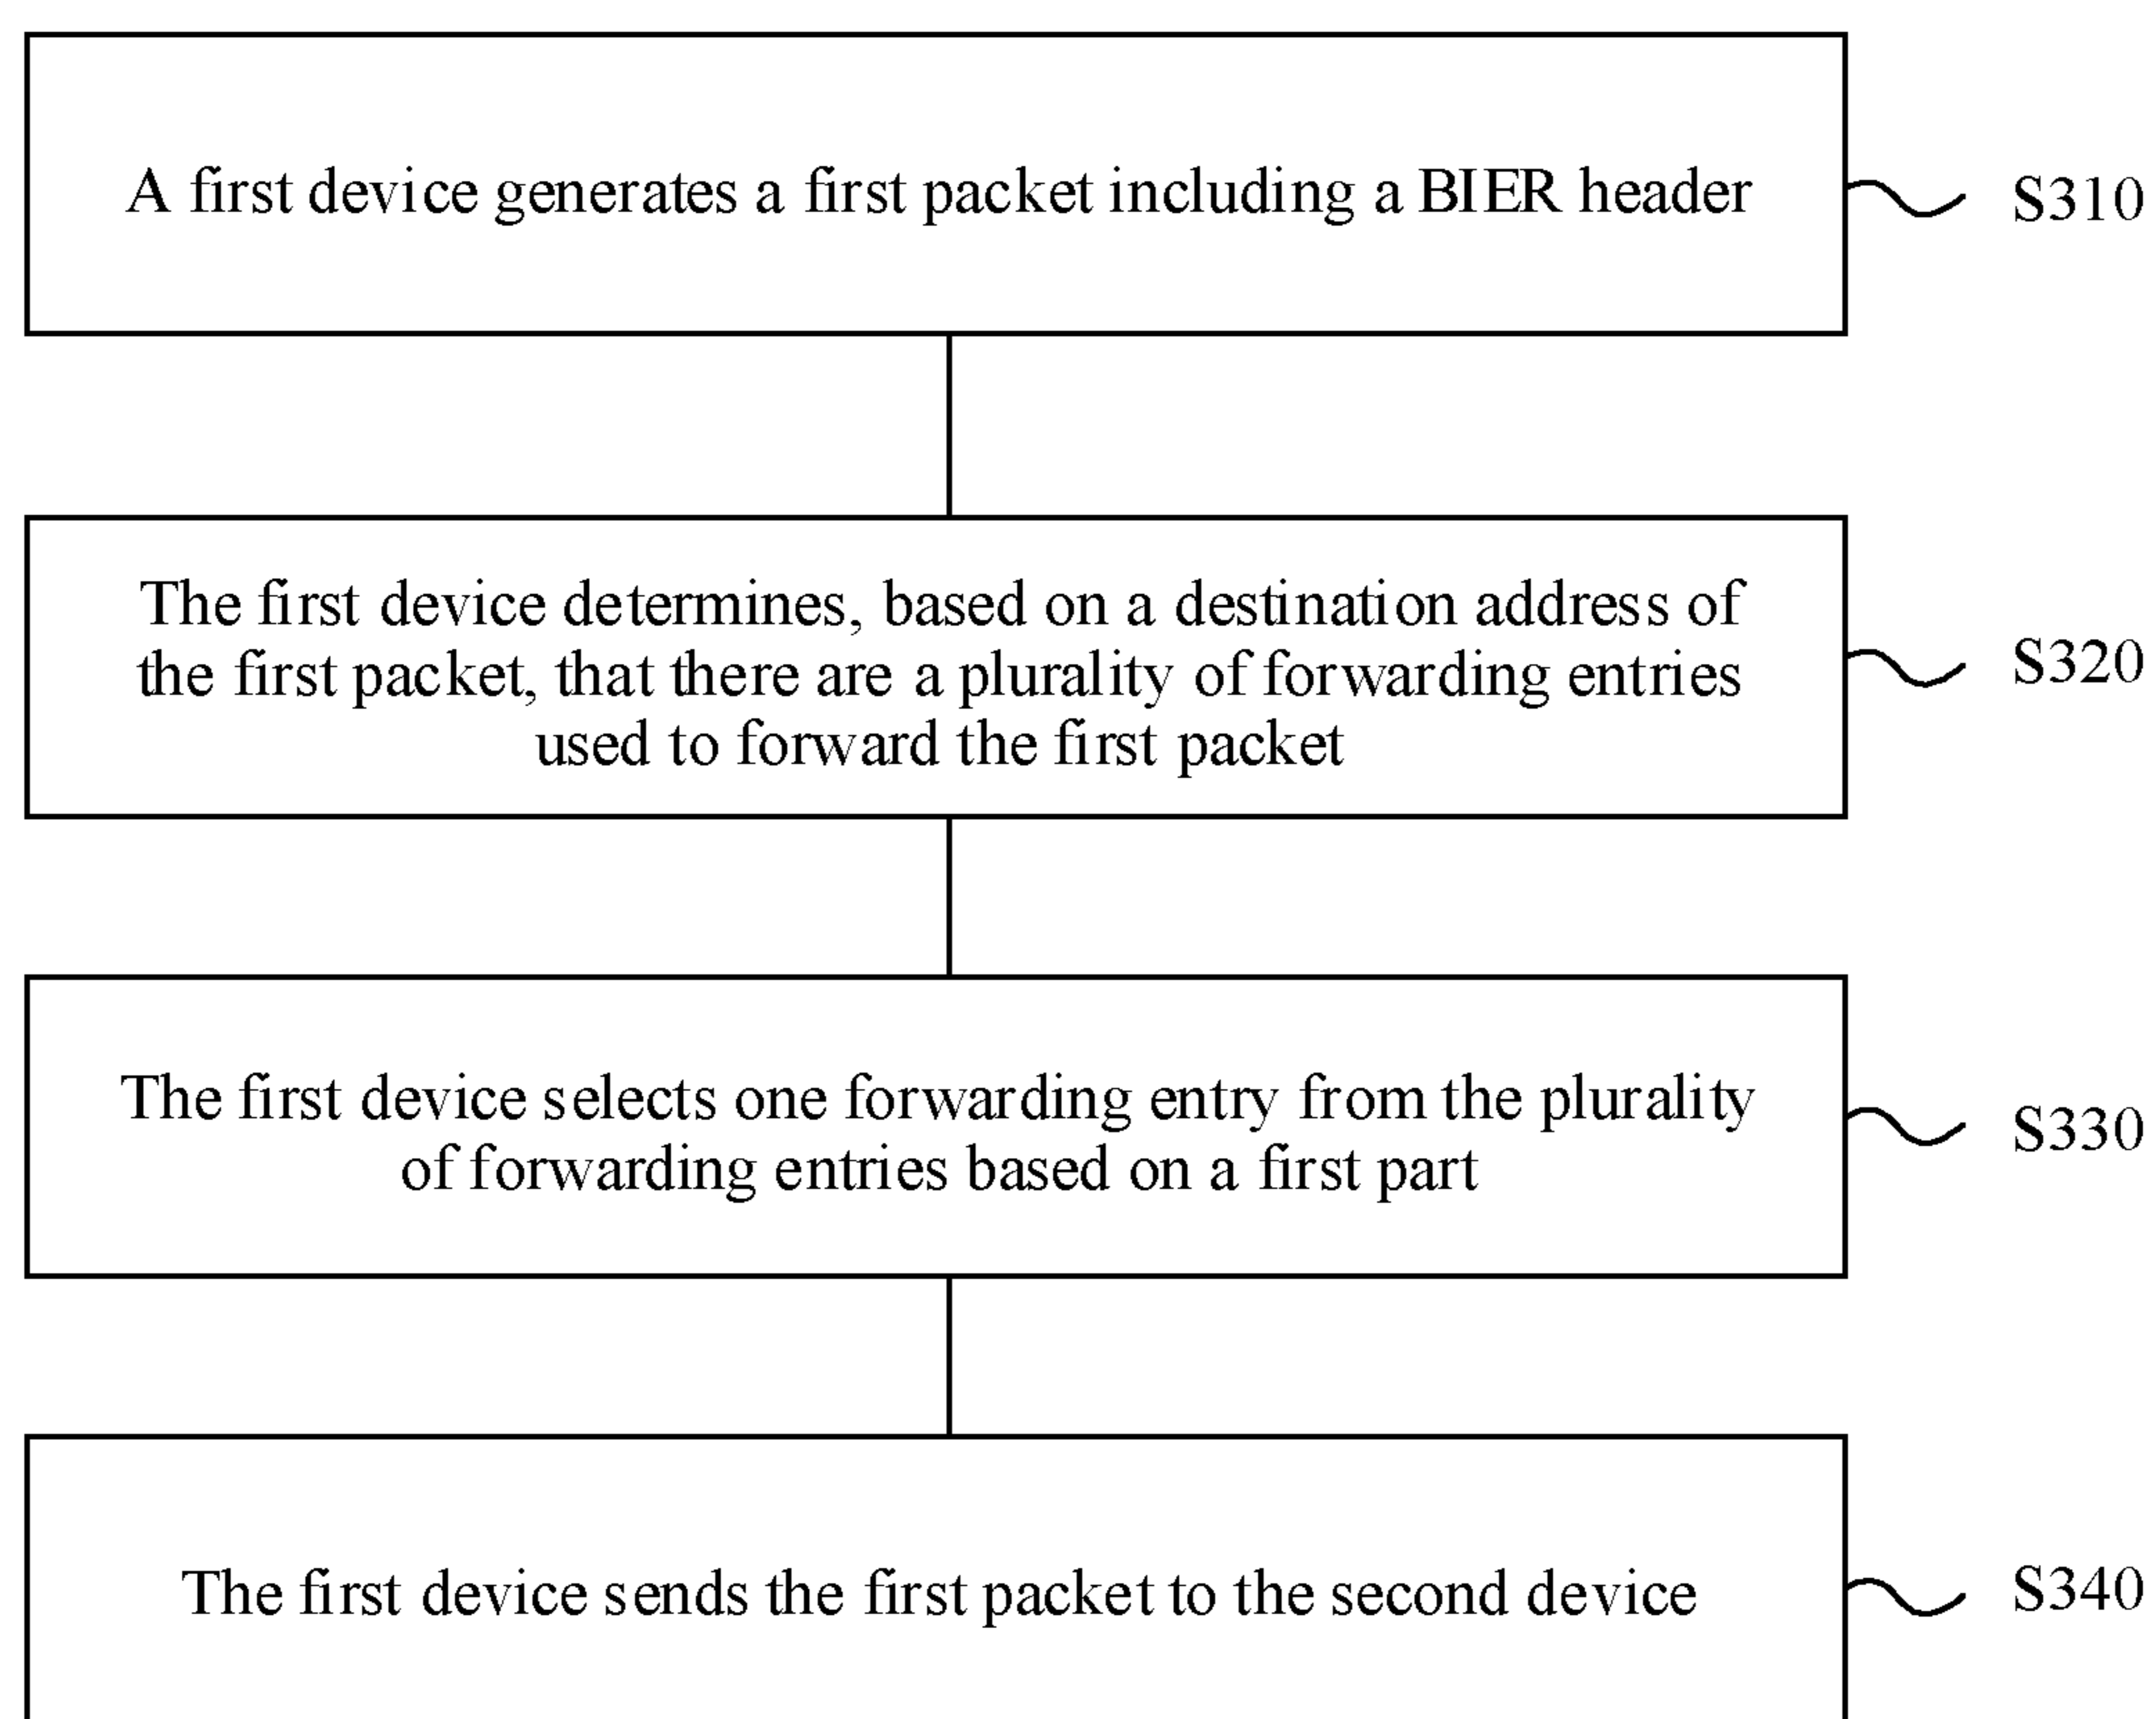 A first device generates a first packet including a BIER header
S310
The first device determines, based on a destination address of
the first packet, that there are a plurality of forwarding entries
used to forward the first packet
S320
The first device selects one forwarding entry from the plurality
of forwarding entries based on a first part
S330
The first device sends the first packet to the second device
S340